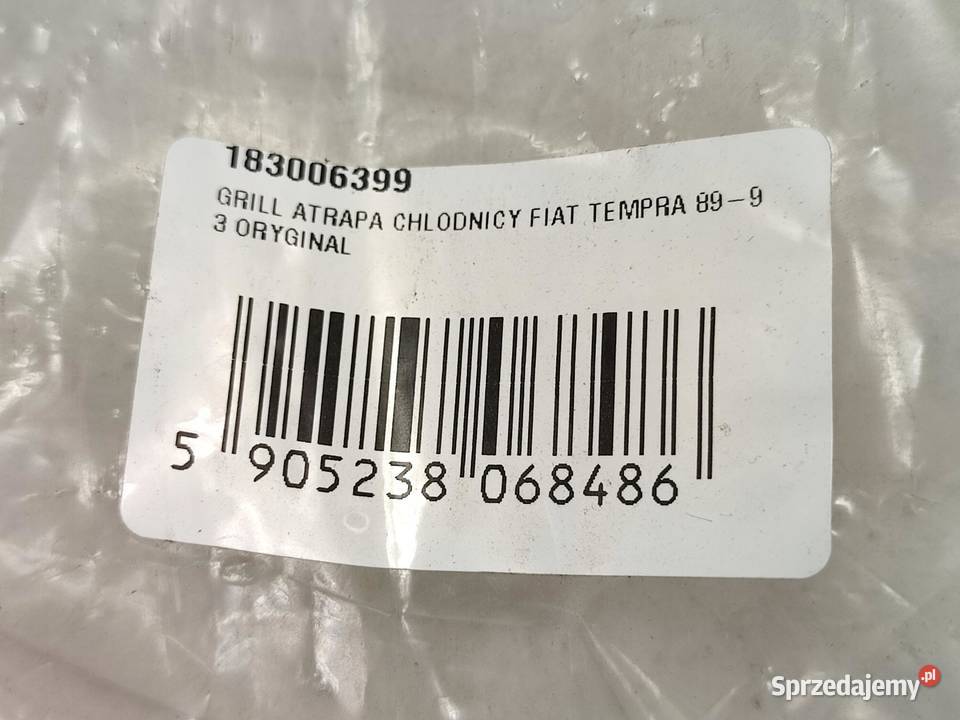 183006399
GRILL ATRAPA CHLODNICY FIAT TEMPRA 89-9
3 ORYGINAL
5 905238 068486
Sprzedajemy.pl